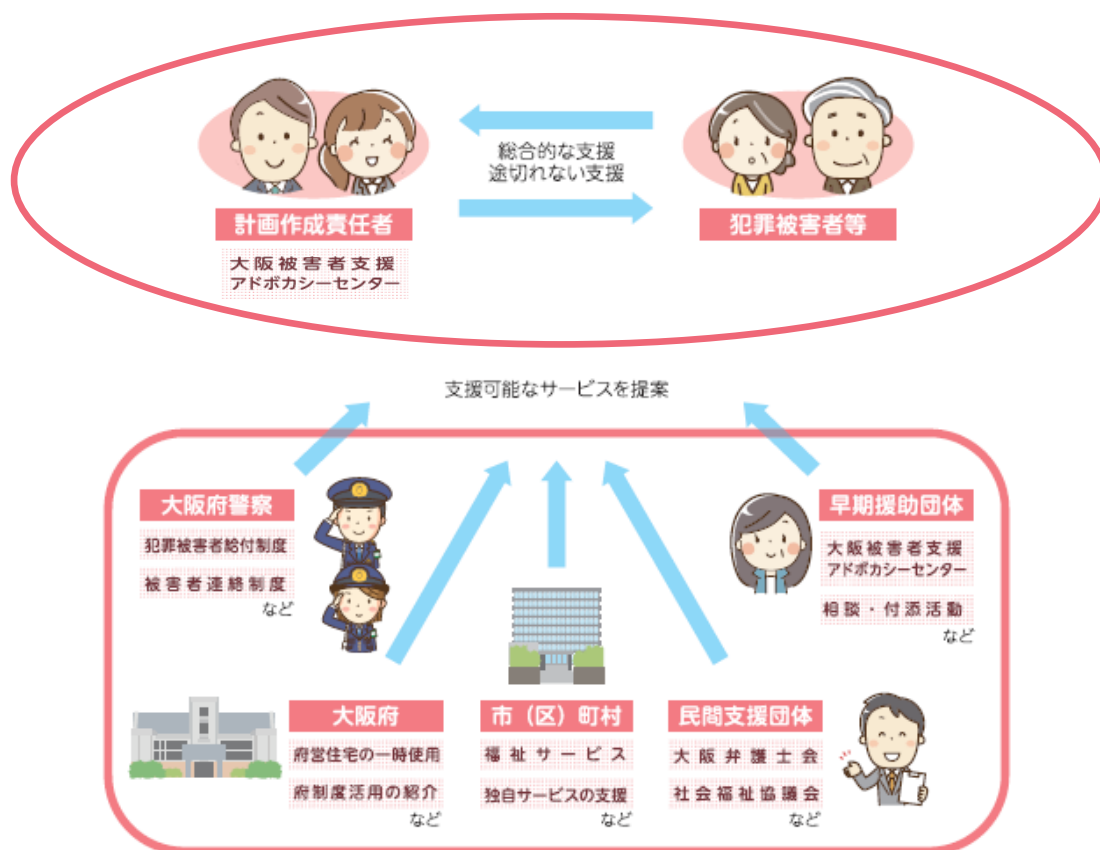 総合的な支援
途切れない支援
計画作成責任者
犯罪被害者等
大阪被害者支援
アドボカシーセンター
支援可能なサービスを提案
大阪府警察
犯罪被害者給付制度
被害者連絡制度
など
早期援助団体
大阪被害者支援
アドボカシーセンター
相談・付添活動
など
大阪府
府営住宅の一時使用
府制度活用の紹介
など
市（区）町村
福祉サービス
独自サービスの支援
など
民間支援団体
大阪弁護士会
社会福祉協議会
など